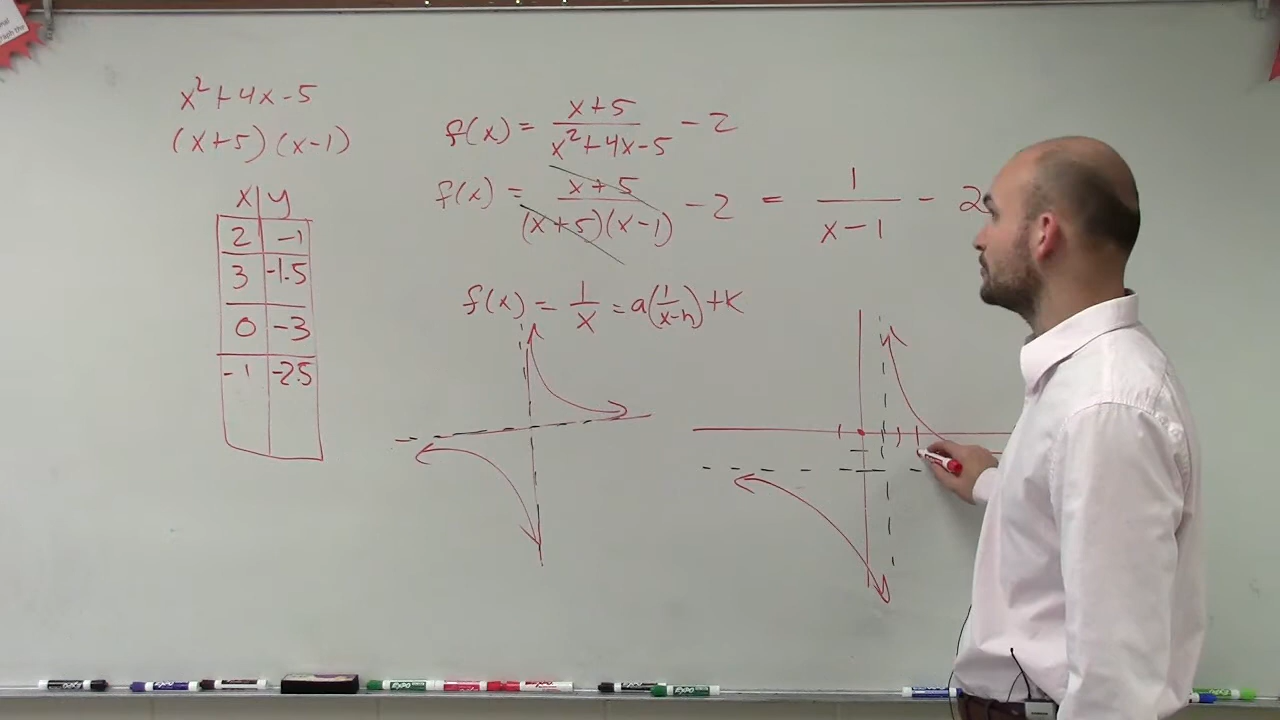 x²+4x-5
(x+5)(x-1)
x y
2 -1
3 -1.5
0 -3
-1 -2.5
f(x) = x+5/x²+4x-5 - 2
f(x) = x+5/(x+5)(x-1) - 2 = 1/x-1 - 2
f(x) = 1/x = a(1/x-h)+k
EXPO